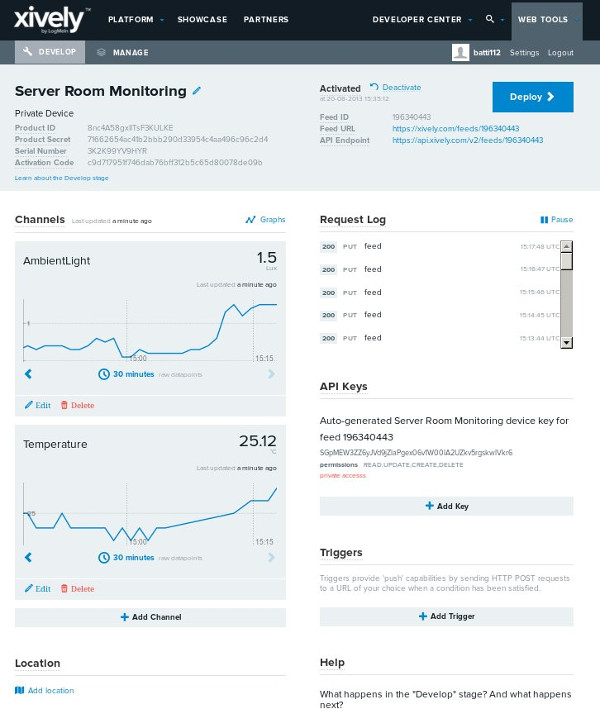 xively™
by LogMeIn
PLATFORM
SHOWCASE
PARTNERS
DEVELOPER CENTER
WEB TOOLS
DEVELOP
MANAGE
batti112
Settings
Logout
Server Room Monitoring
Private Device
Product ID
Product Secret
Serial Number 3K2K99YV9HYR
Activation Code
Learn about the Develop stage
Activated
Deactivate
at 20-06-2013 15:35:12
Deploy
Feed ID 196340443
Feed URL https://xively.com/feeds/196340443
API Endpoint https://api.xively.com/v2/feeds/196340443
Channels Last updated a minute ago
Graphs
AmbientLight
1.5
Lux
Last updated a minute ago
1
15:00
15:15
30 minutes raw datapoints
Edit Delete
Temperature
25.12
°C
Last updated a minute ago
25
15:00
15:15
30 minutes raw datapoints
Edit Delete
Add Channel
Location
Add location
Request Log
Pause
200 PUT feed 15:17:48 UTC
200 PUT feed 15:16:47 UTC
200 PUT feed 15:15:46 UTC
200 PUT feed 15:14:45 UTC
200 PUT feed 15:13:44 UTC
API Keys
Auto-generated Server Room Monitoring device key for
feed 196340443
permissions READ,UPDATE,CREATE,DELETE
private accesss
Add Key
Triggers
Triggers provide 'push' capabilities by sending HTTP POST requests
to a URL of your choice when a condition has been satisfied.
Add Trigger
Help
What happens in the "Develop" stage? And what happens
next?